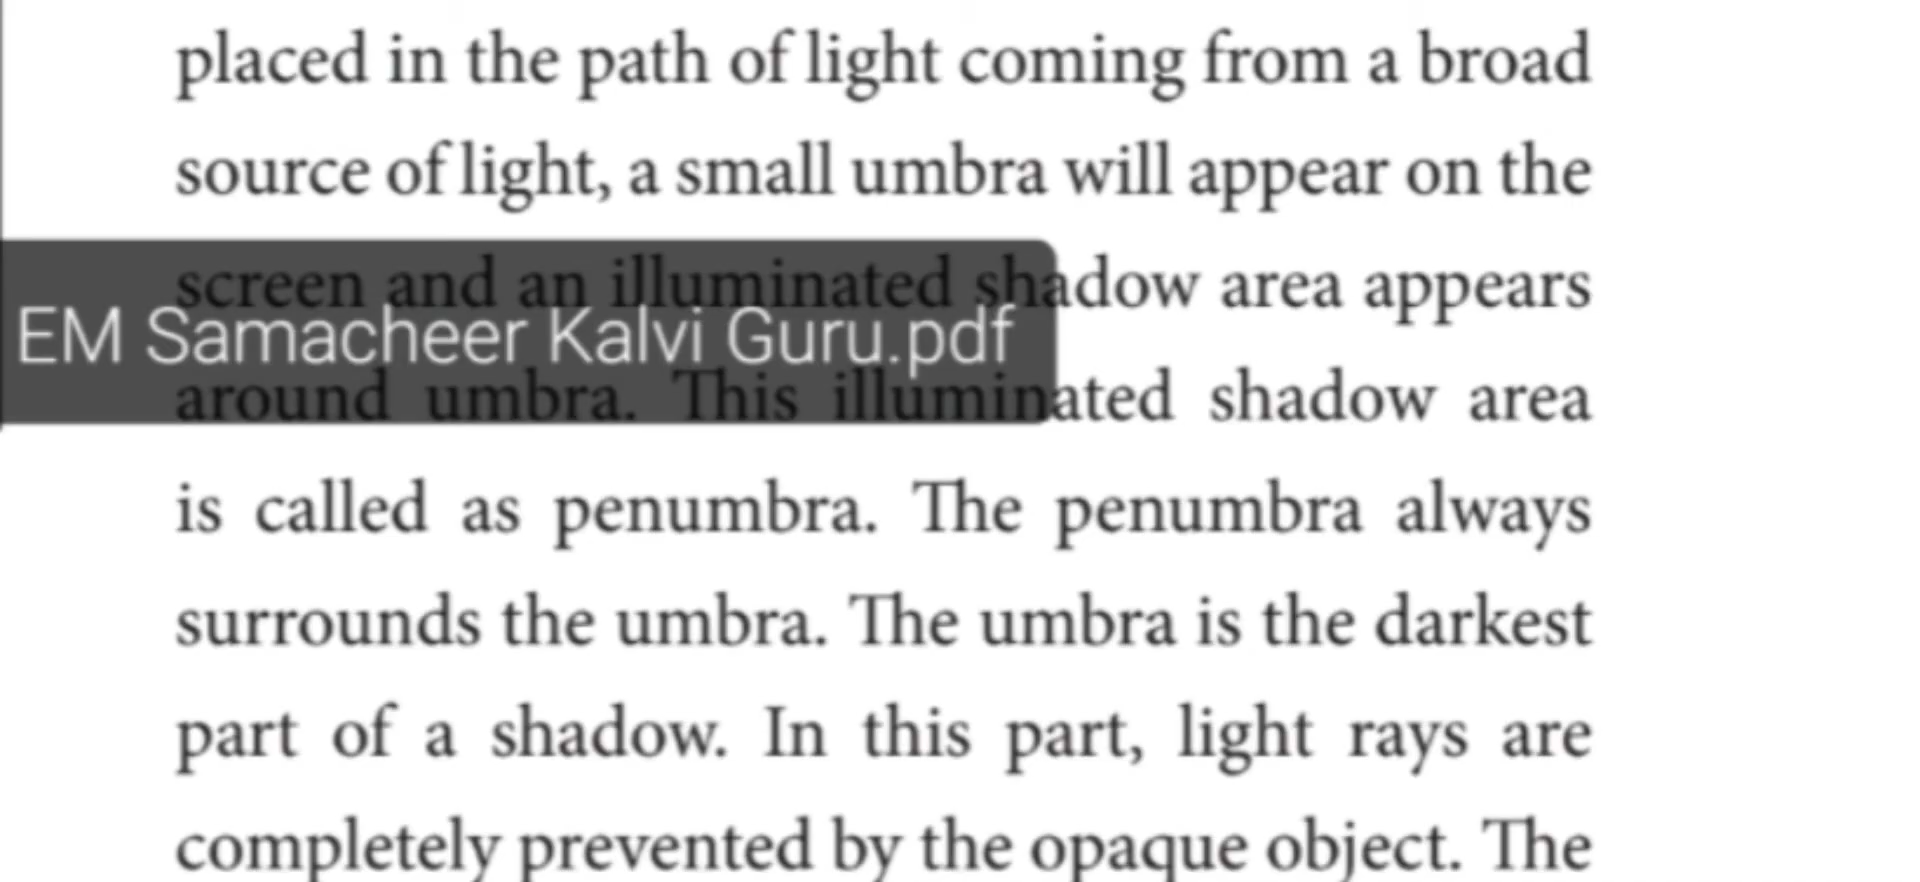 placed in the path of light coming from a broad
source of light, a small umbra will appear on the
screen and an illuminated shadow area appears
EM Samacheer Kalvi Guru.pdf
around umbra. This illuminated shadow area
is called as penumbra. The penumbra always
surrounds the umbra. The umbra is the darkest
part of a shadow. In this part, light rays are
completely prevented by the opaque object. The